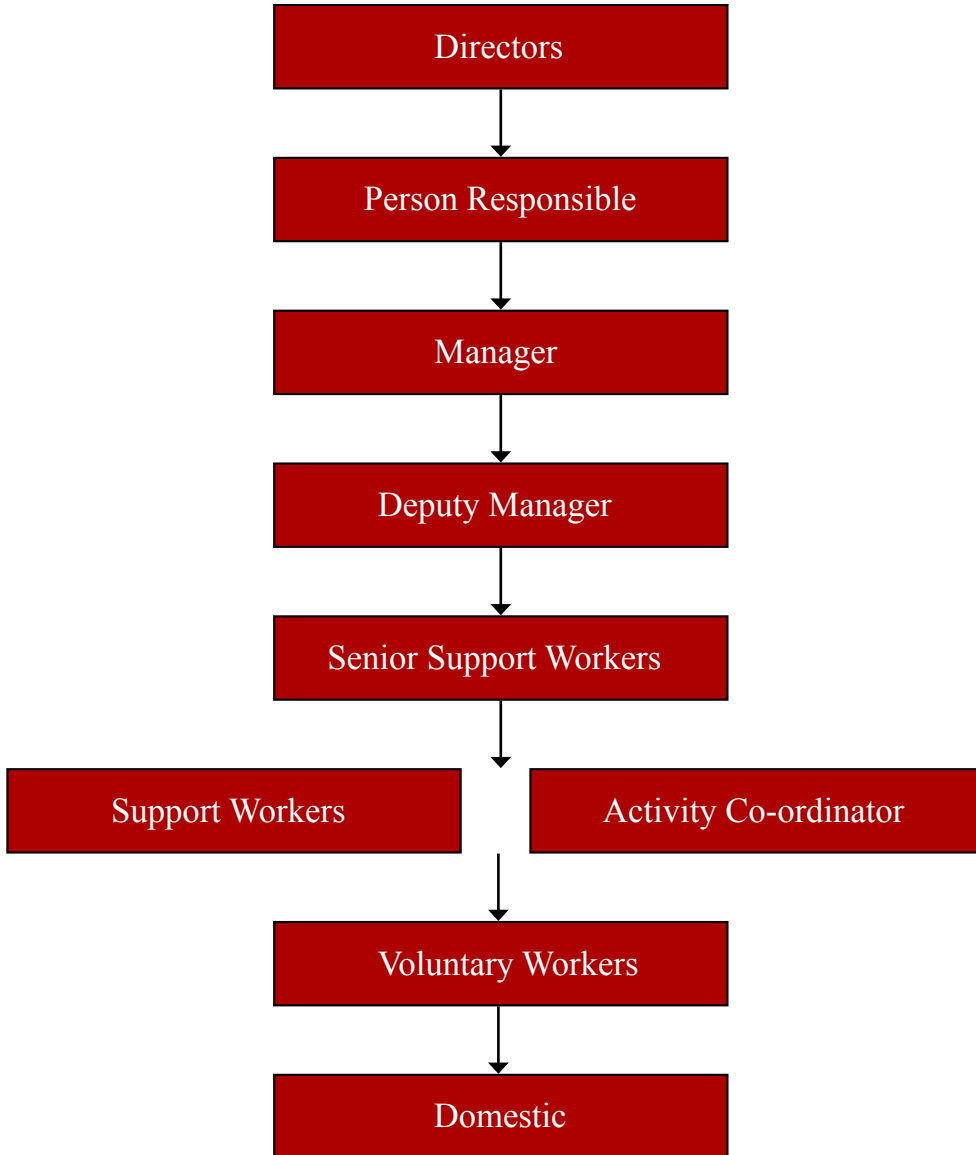 Directors
Person Responsible
Manager
Deputy Manager
Senior Support Workers
Support Workers
Activity Co-ordinator
Voluntary Workers
Domestic